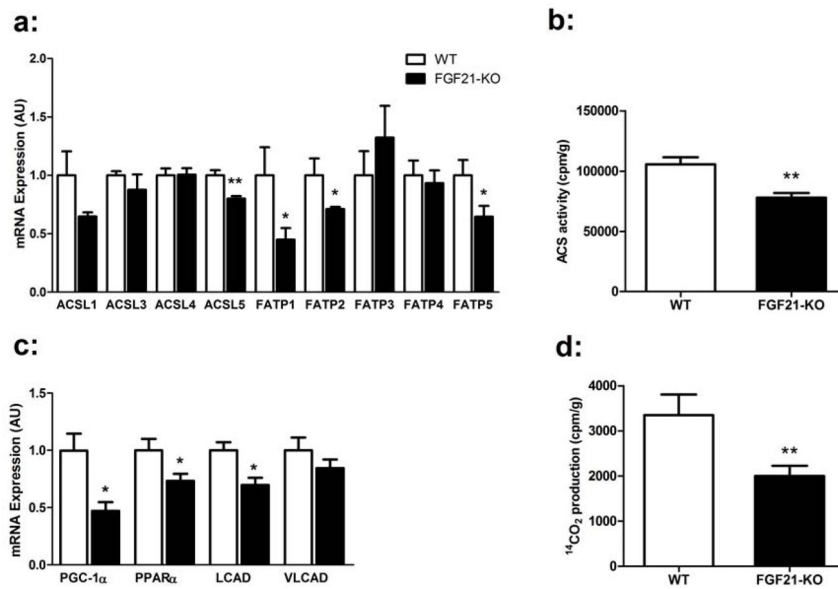 a:
WT
FGF21-KO
mRNA Expression (AU)
2.0
1.5
1.0
0.5
0.0
** * * *
ACSL1 ACSL3 ACSL4 ACSL5 FATP1 FATP2 FATP3 FATP4 FATP5
b:
ACS activity (cpm/g)
150000
100000
50000
0
**
WT FGF21-KO
c:
mRNA Expression (AU)
1.5
1.0
0.5
0.0
* * *
PGC-1α PPARα LCAD VLCAD
d:
¹⁴CO₂ production (cpm/g)
4000
3000
2000
1000
0
**
WT FGF21-KO